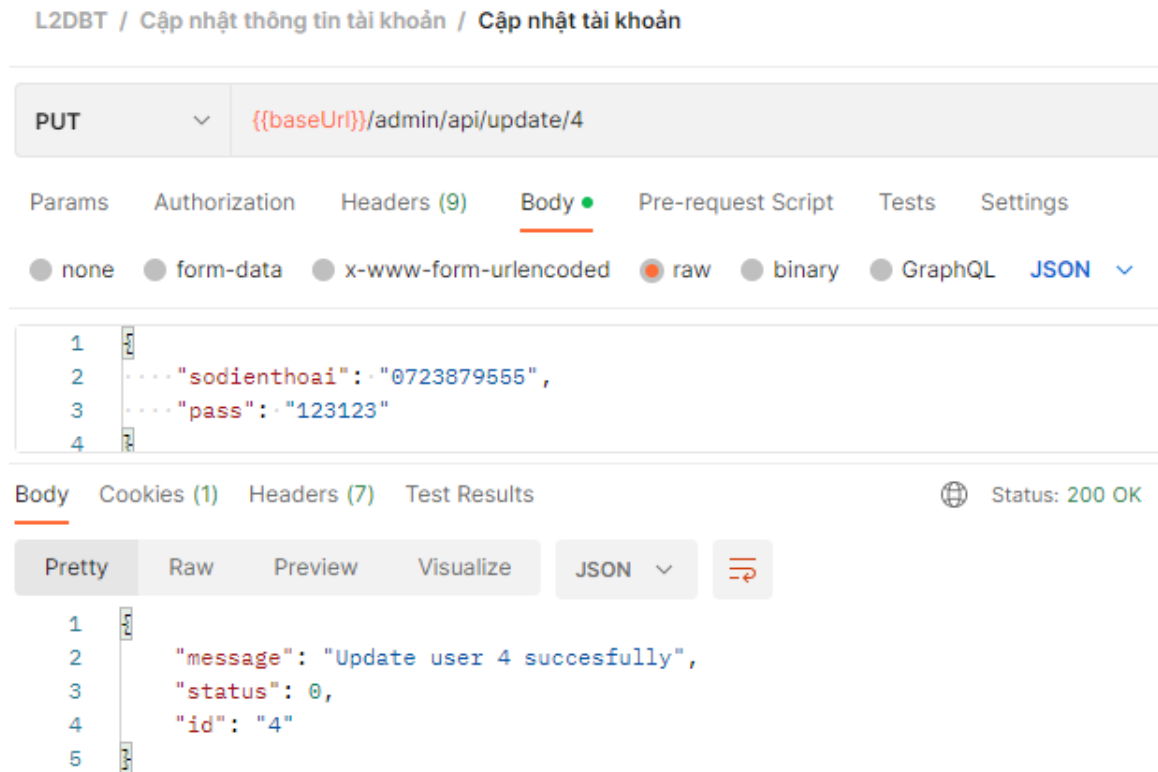 L2DBT / Cập nhật thông tin tài khoản / Cập nhật tài khoản
PUT {{baseUrl}}/admin/api/update/4
Params Authorization Headers (9) Body Pre-request Script Tests Settings
none form-data x-www-form-urlencoded raw binary GraphQL JSON
1 {
2 "sodienthoai": "0723879555",
3 "pass": "123123"
4 }
Body Cookies (1) Headers (7) Test Results Status: 200 OK
Pretty Raw Preview Visualize JSON
1 {
2 "message": "Update user 4 succesfully",
3 "status": 0,
4 "id": "4"
5 }